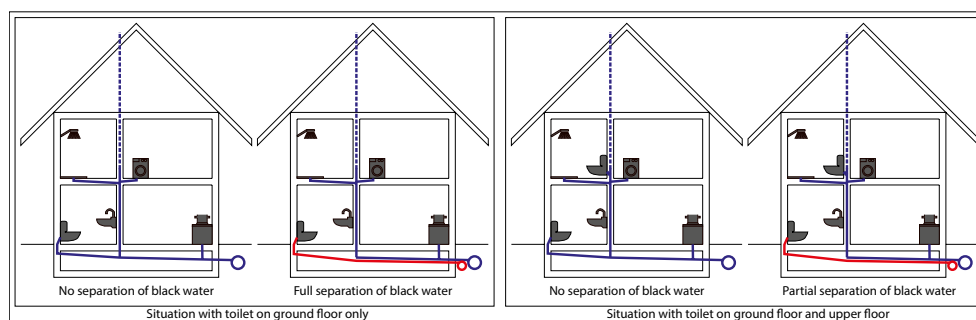 No separation of black water
Full separation of black water
Situation with toilet on ground floor only
No separation of black water
Partial separation of black water
Situation with toilet on ground floor and upper floor